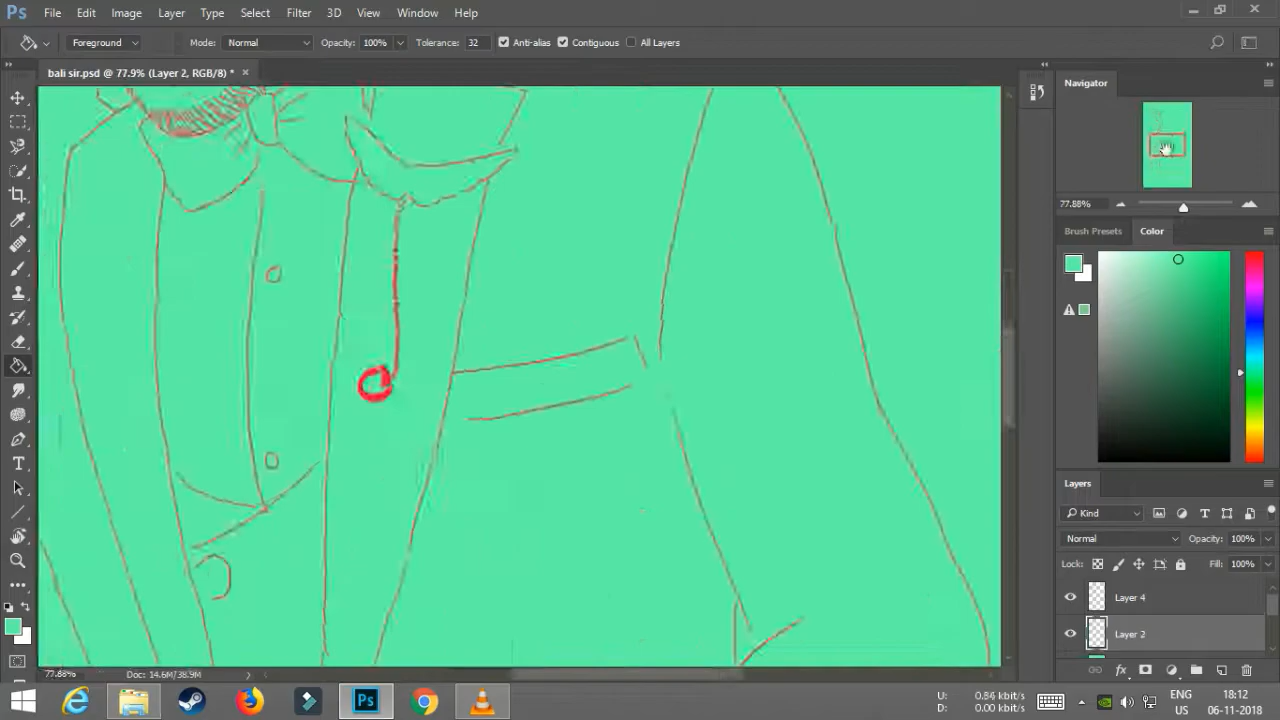 Ps File Edit Image Layer Type Select Filter 3D View Window Help
Foreground Mode: Normal Opacity: 100% Tolerance: 32 Anti-alias Contiguous All Layers
bali sir.psd @ 77.9% (Layer 2, RGB/8) * ×
Navigator
77.88%
Brush Presets Color
Layers
Kind
Normal Opacity: 100%
Lock: Fill: 100%
Layer 4
Layer 2
77.88% Doc: 14.6M/38.9M
U: 0.86 kbit/s
D: 0.00 kbit/s
ENG
US
18:12
06-11-2018